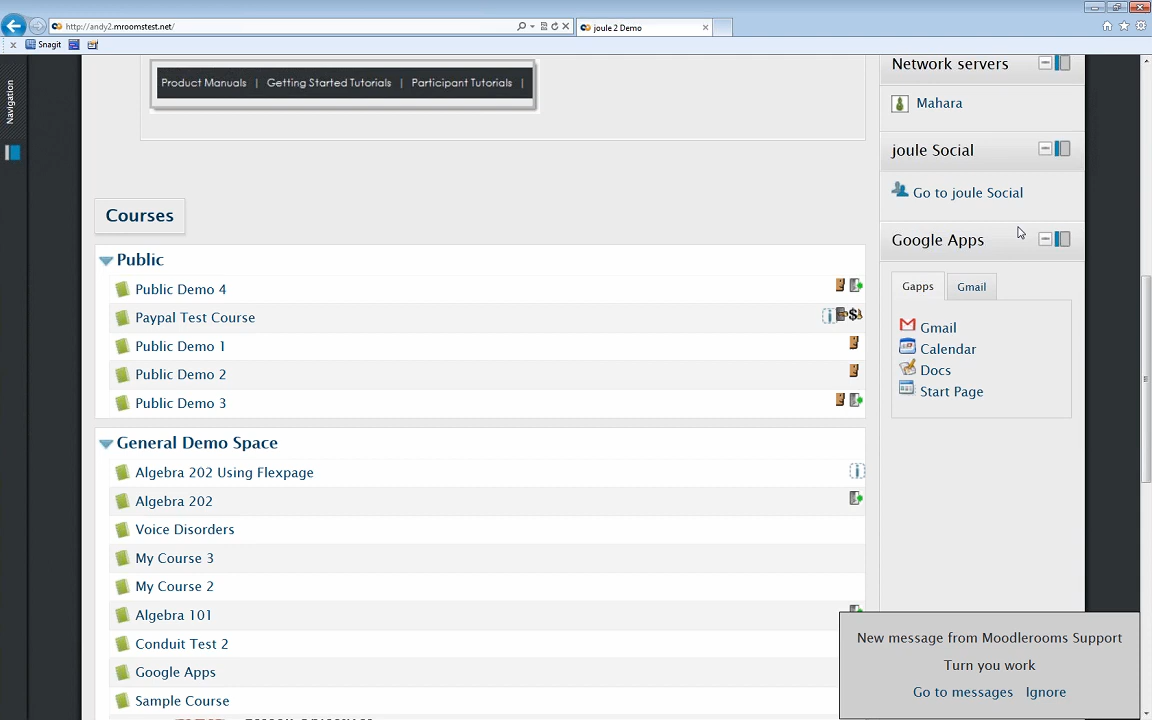 http://andy2.mroomstest.net/
joule 2 Demo
Snagit
Navigation
Product Manuals | Getting Started Tutorials | Participant Tutorials |
Courses
Public
Public Demo 4
Paypal Test Course
Public Demo 1
Public Demo 2
Public Demo 3
General Demo Space
Algebra 202 Using Flexpage
Algebra 202
Voice Disorders
My Course 3
My Course 2
Algebra 101
Conduit Test 2
Google Apps
Sample Course
Network servers
Mahara
joule Social
Go to joule Social
Google Apps
Gapps Gmail
Gmail
Calendar
Docs
Start Page
New message from Moodlerooms Support
Turn you work
Go to messages Ignore